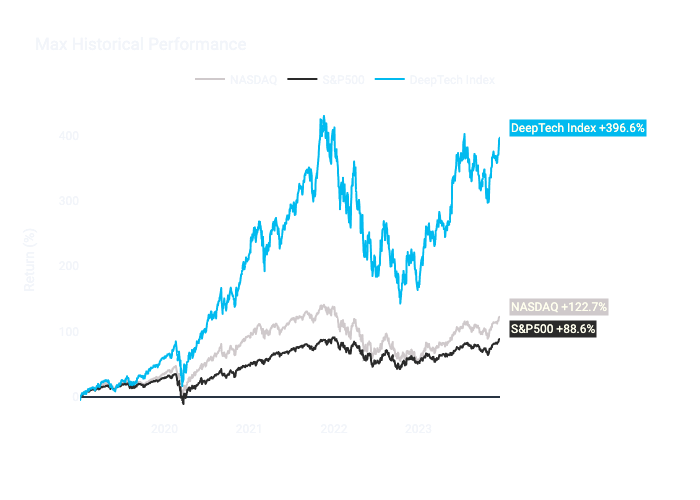 Max Historical Performance
NASDAQ S&P500 DeepTech Index
DeepTech Index +396.6%
400
300
Return (%)
200
NASDAQ +122.7%
S&P500 +88.6%
100
0
2020 2021 2022 2023